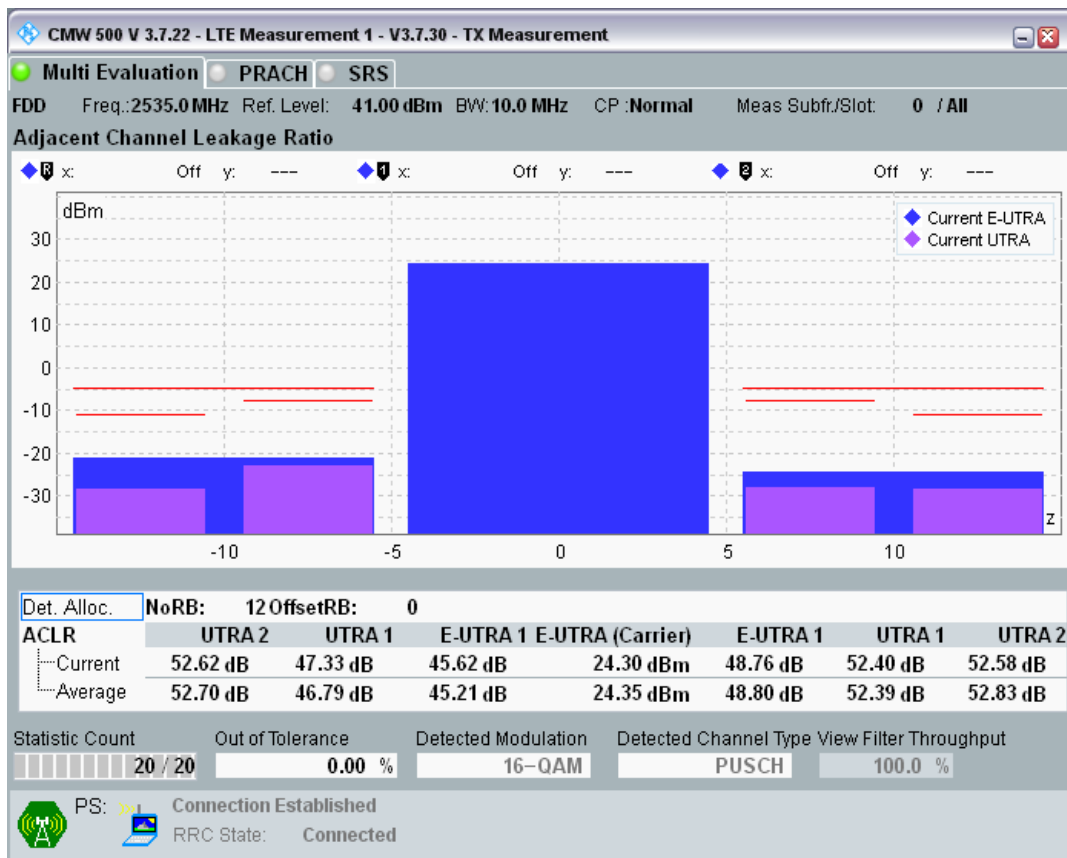 CMW 500 V 3.7.22 - LTE Measurement 1 - V3.7.30 - TX Measurement
Multi Evaluation PRACH SRS
FDD Freq.:2535.0 MHz Ref. Level: 41.00 dBm BW:10.0 MHz CP :Normal Meas Subfr./Slot: 0 / All
Adjacent Channel Leakage Ratio
R x: Off y: --- 1 x: Off y: --- 2 x: Off y: ---
dBm
Current E-UTRA
Current UTRA
30
20
10
0
-10
-20
-30
z
-10 -5 0 5 10
Det. Alloc. NoRB: 12 OffsetRB: 0
ACLR UTRA 2 UTRA 1 E-UTRA 1 E-UTRA (Carrier) E-UTRA 1 UTRA 1 UTRA 2
Current 52.62 dB 47.33 dB 45.62 dB 24.30 dBm 48.76 dB 52.40 dB 52.58 dB
Average 52.70 dB 46.79 dB 45.21 dB 24.35 dBm 48.80 dB 52.39 dB 52.83 dB
Statistic Count Out of Tolerance Detected Modulation Detected Channel Type View Filter Throughput
20 / 20 0.00 % 16-QAM PUSCH 100.0 %
PS: Connection Established
RRC State: Connected